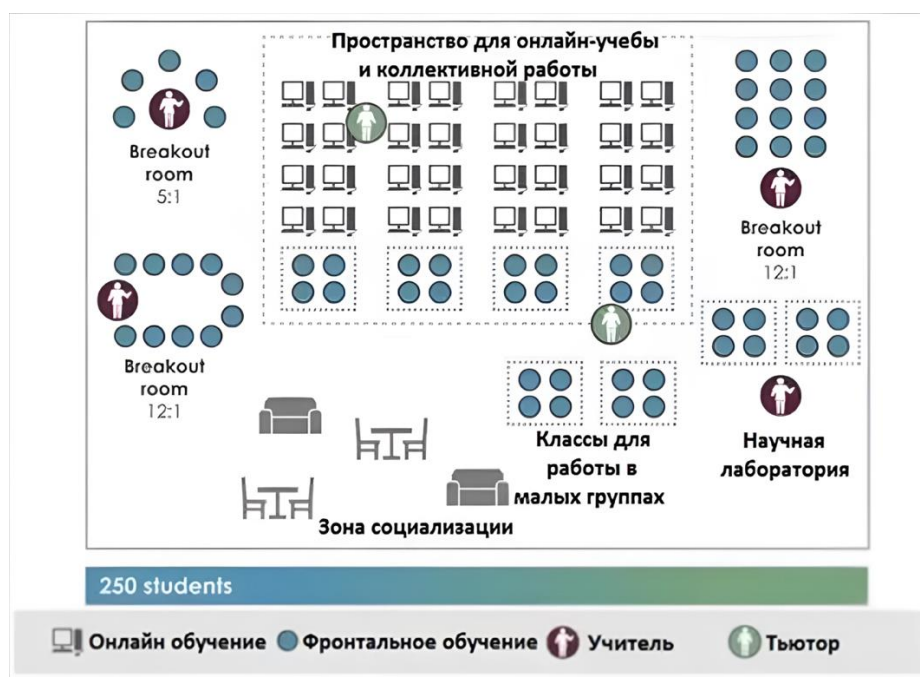 Пространство для онлайн-учебы
и коллективной работы
Breakout
room
5:1
Breakout
room
12:1
Breakout
room
12:1
Классы для
работы в
малых группах
Научная
лаборатория
Зона социализации
250 students
Онлайн обучение
Фронтальное обучение
Учитель
Тьютор